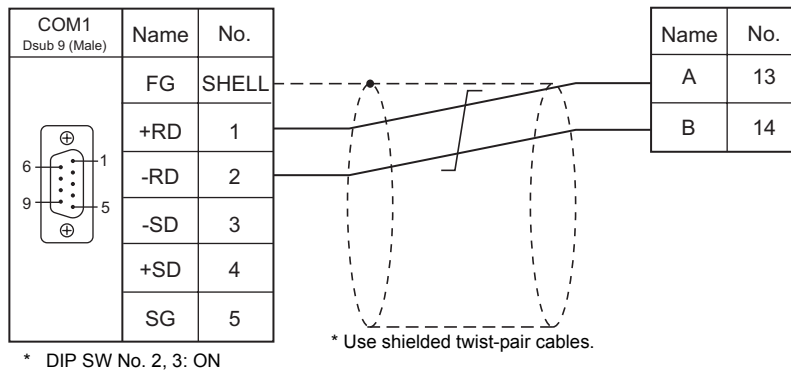 COM1
Dsub 9 (Male)
Name No.
FG SHELL
+RD 1
-RD 2
-SD 3
+SD 4
SG 5
6 1
9 5
Name No.
A 13
B 14
* Use shielded twist-pair cables.
* DIP SW No. 2, 3: ON